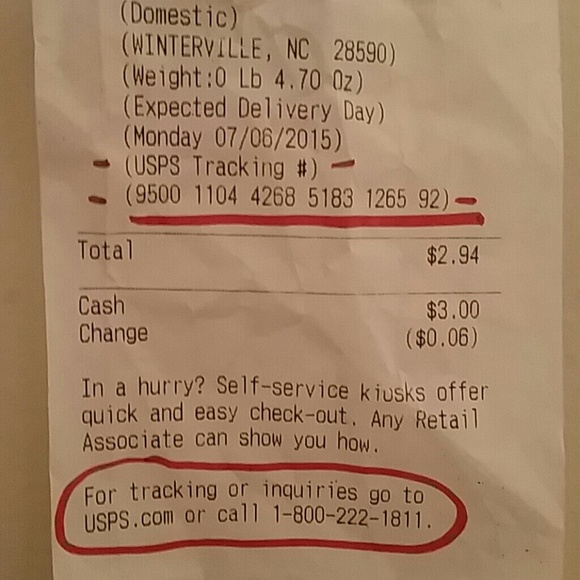 (Domestic)
(WINTERVILLE, NC 28590)
(Weight:0 Lb 4.70 Oz)
(Expected Delivery Day)
(Monday 07/06/2015)
(USPS Tracking #)
(9500 1104 4268 5183 1265 92)
Total $2.94
Cash $3.00
Change ($0.06)
In a hurry? Self-service kiosks offer
quick and easy check-out. Any Retail
Associate can show you how.
For tracking or inquiries go to
USPS.com or call 1-800-222-1811.